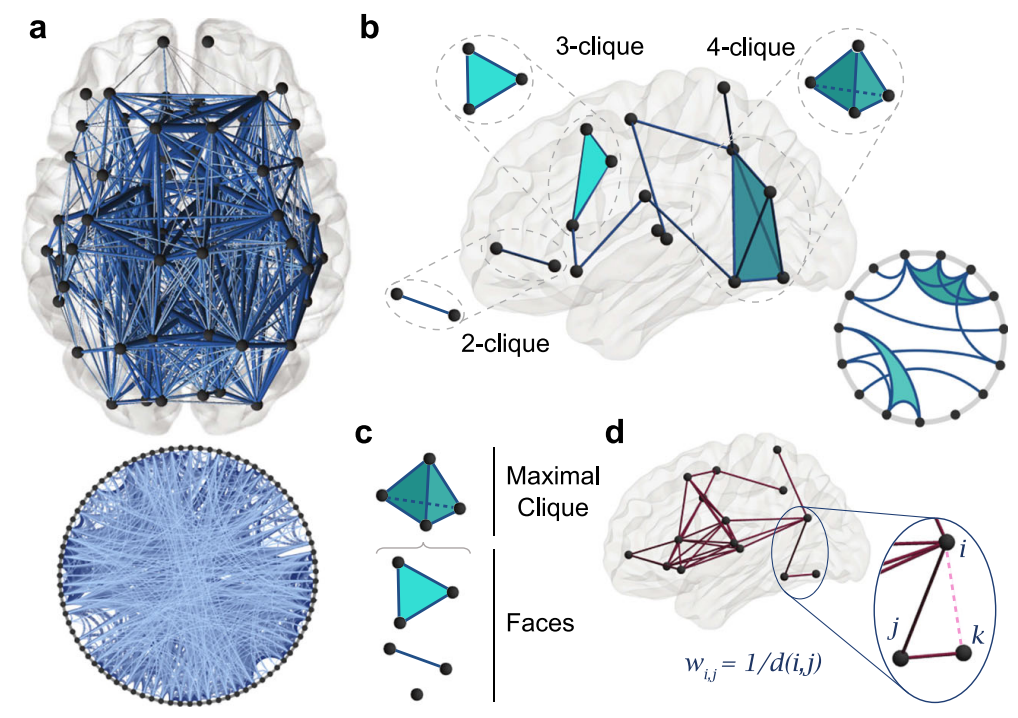 a
b
3-clique
4-clique
2-clique
c
Maximal
Clique
Faces
d
i
j
k
w_{i,j} = 1/d(i,j)